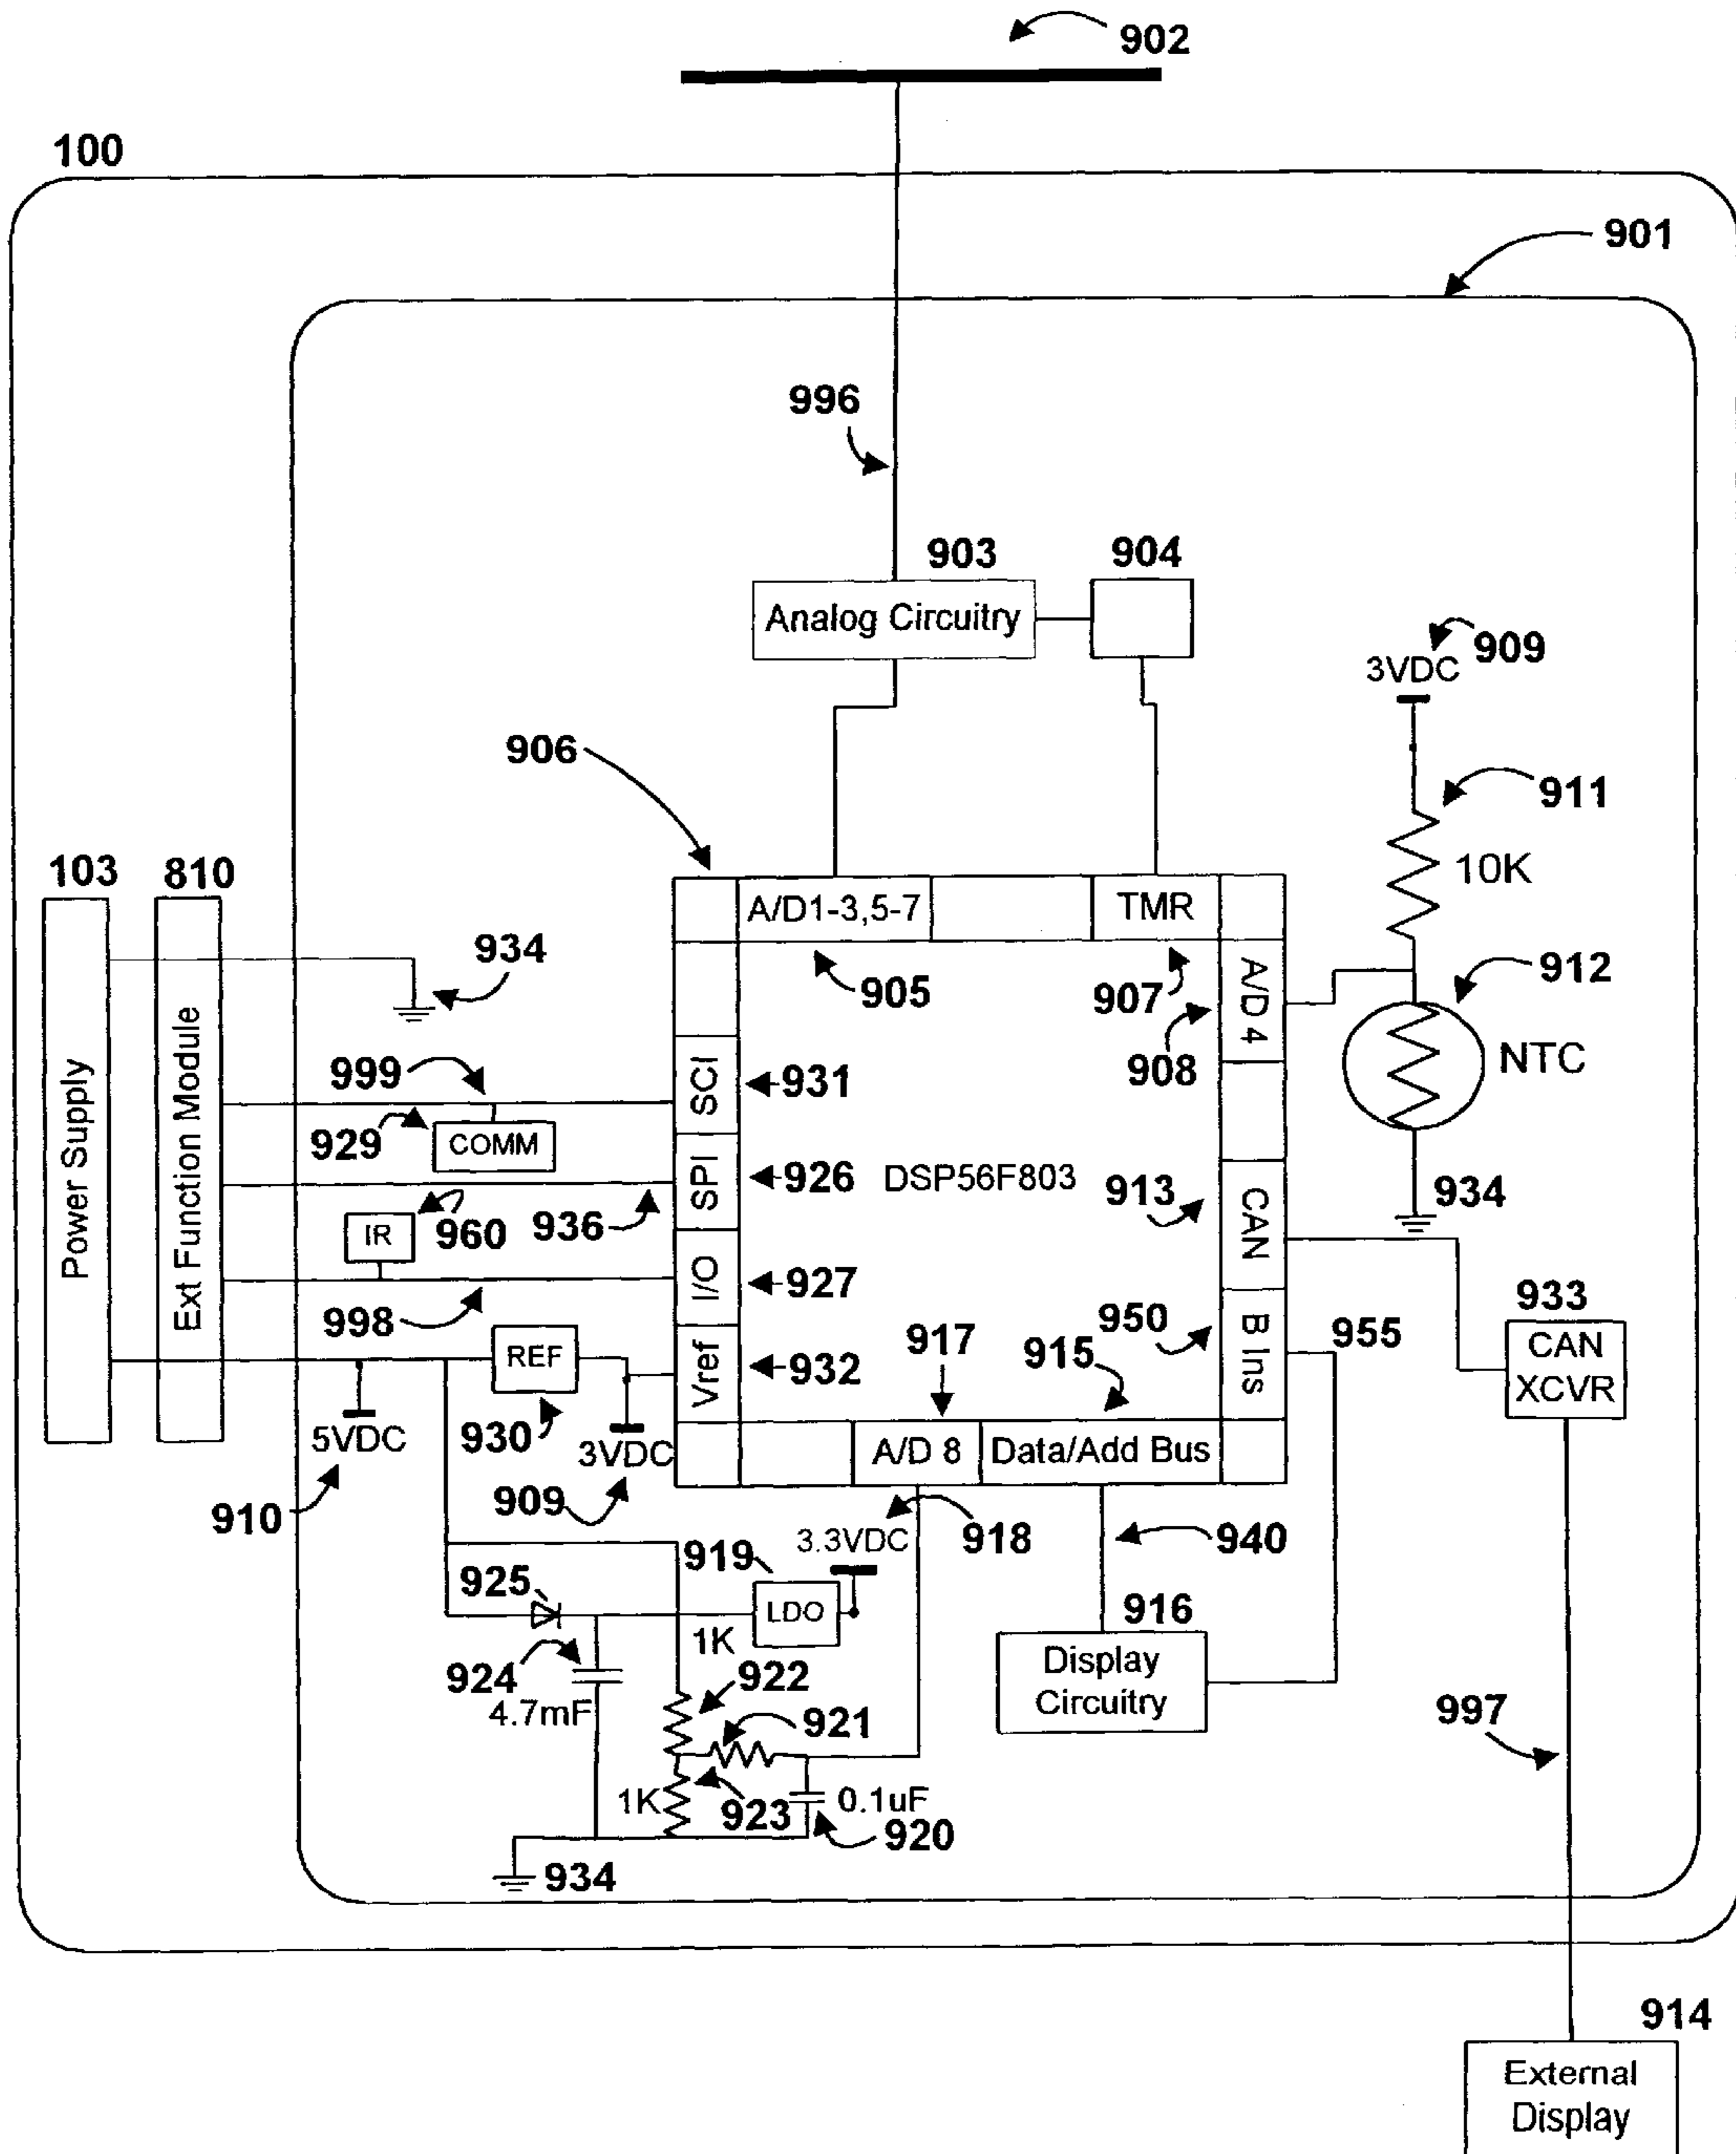 902
100
901
996
903
904
Analog Circuitry
909
3VDC
906
911
10K
103
810
A/D1-3,5-7
TMR
934
905
907
A/D 4
912
908
NTC
Power Supply
Ext Function Module
999
SCI
931
929
COMM
SPI
926
DSP56F803
913
CAN
934
IR
960
936
I/O
927
998
950
B Ins
955
933
CAN
XCVR
REF
Vref
932
917
915
5VDC
930
3VDC
A/D 8
Data/Add Bus
910
909
918
3.3VDC
940
919
925
LDO
1K
916
Display
Circuitry
924
4.7mF
922
921
997
1K
923
0.1uF
920
934
914
External
Display